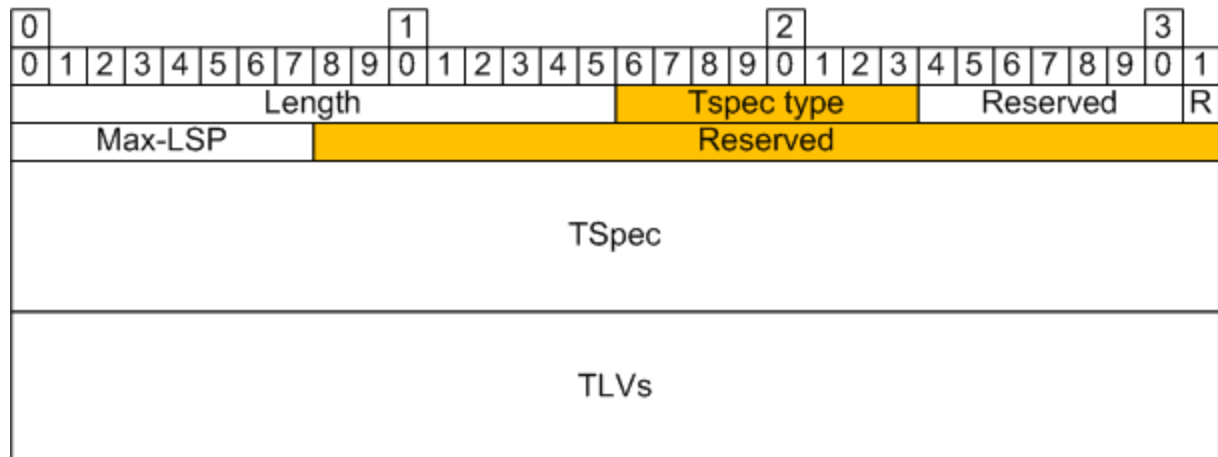 0 1 2 3
0 1 2 3 4 5 6 7 8 9 0 1 2 3 4 5 6 7 8 9 0 1 2 3 4 5 6 7 8 9 0 1
Length Tspec type Reserved R
Max-LSP Reserved
TSpec
TLVs